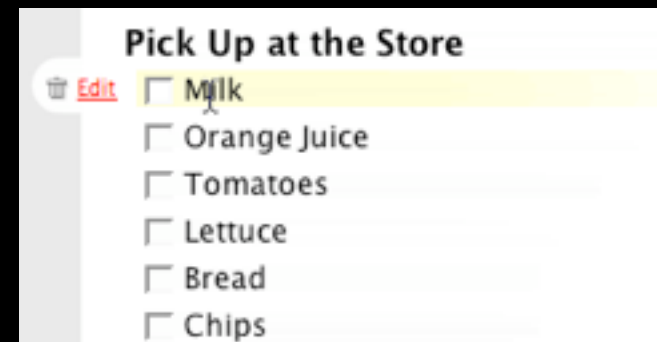 Pick Up at the Store
Edit Milk
Orange Juice
Tomatoes
Lettuce
Bread
Chips